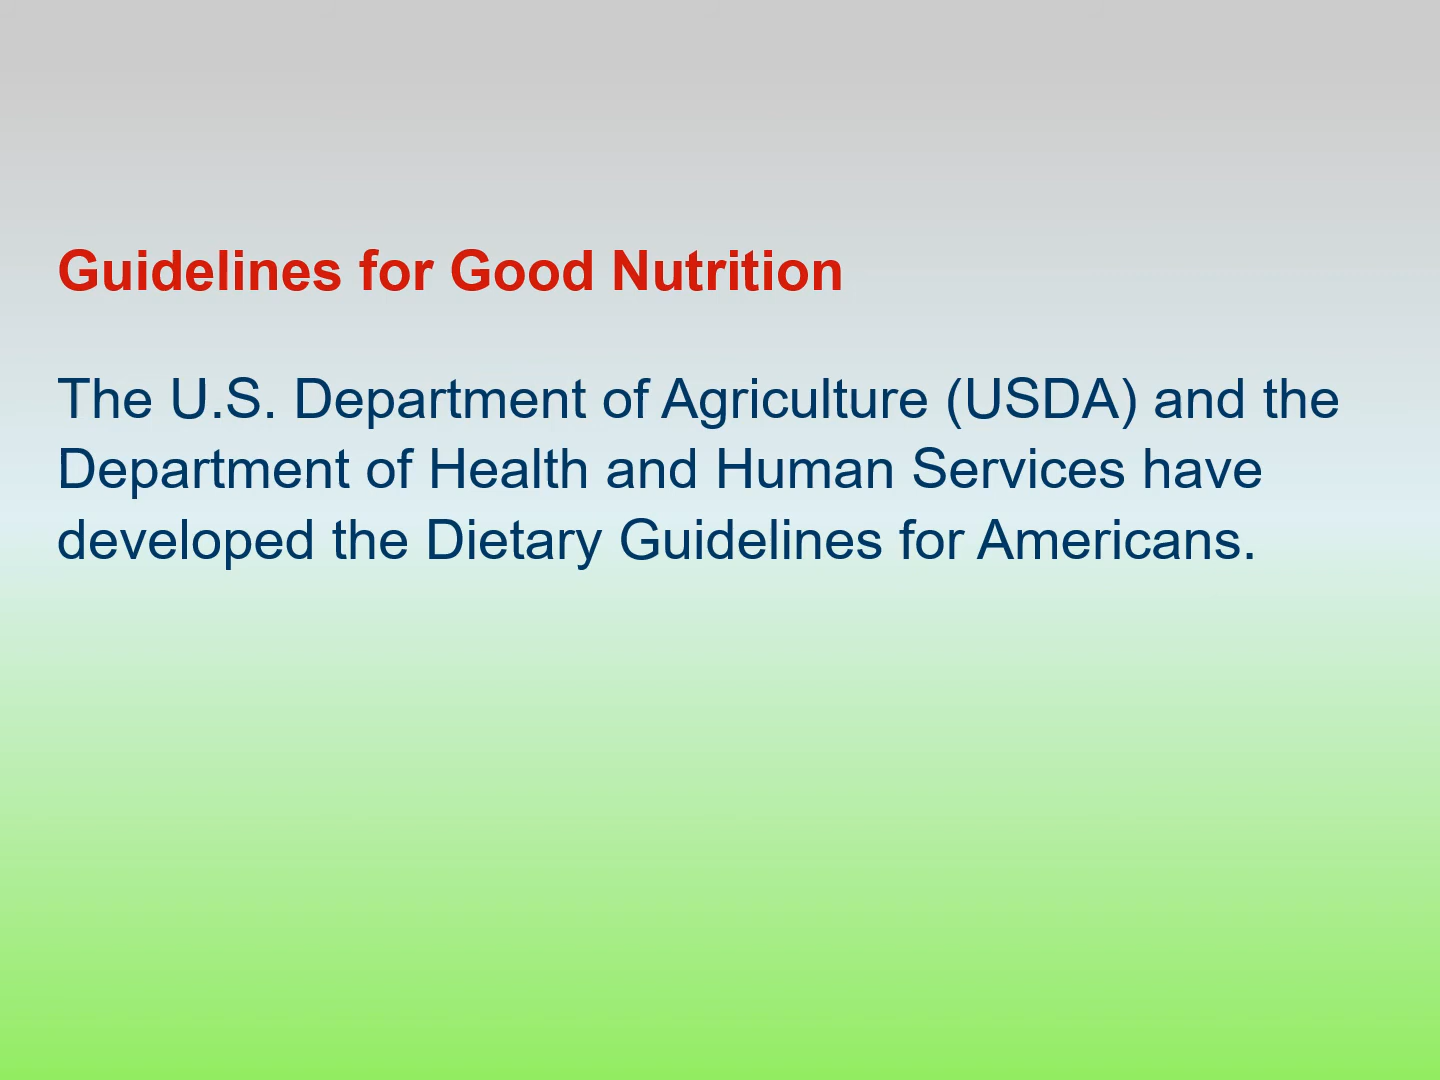 Guidelines for Good Nutrition
The U.S. Department of Agriculture (USDA) and the
Department of Health and Human Services have
developed the Dietary Guidelines for Americans.